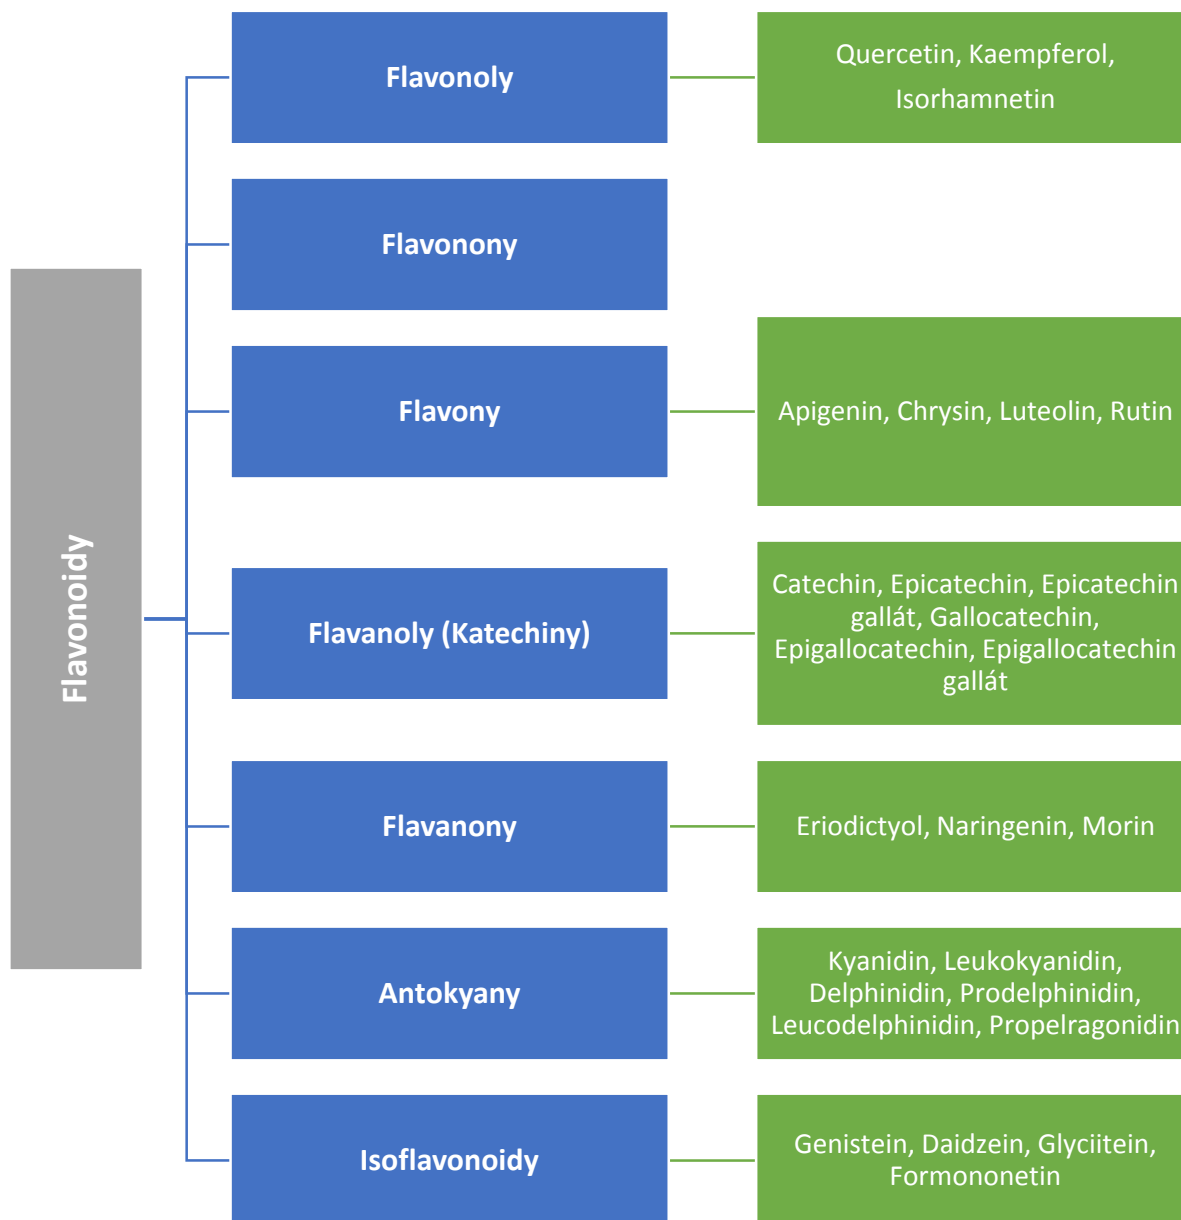 Flavonoidy
Flavonoly
Quercetin, Kaempferol,
Isorhamnetin
Flavonony
Flavony
Apigenin, Chrysin, Luteolin, Rutin
Flavanoly (Katechiny)
Catechin, Epicatechin, Epicatechin
gallát, Gallocatechin,
Epigallocatechin, Epigallocatechin
gallát
Flavanony
Eriodictyol, Naringenin, Morin
Antokyany
Kyanidin, Leukokyanidin,
Delphinidin, Prodelphinidin,
Leucodelphinidin, Propelragonidin
Isoflavonoidy
Genistein, Daidzein, Glyciitein,
Formononetin